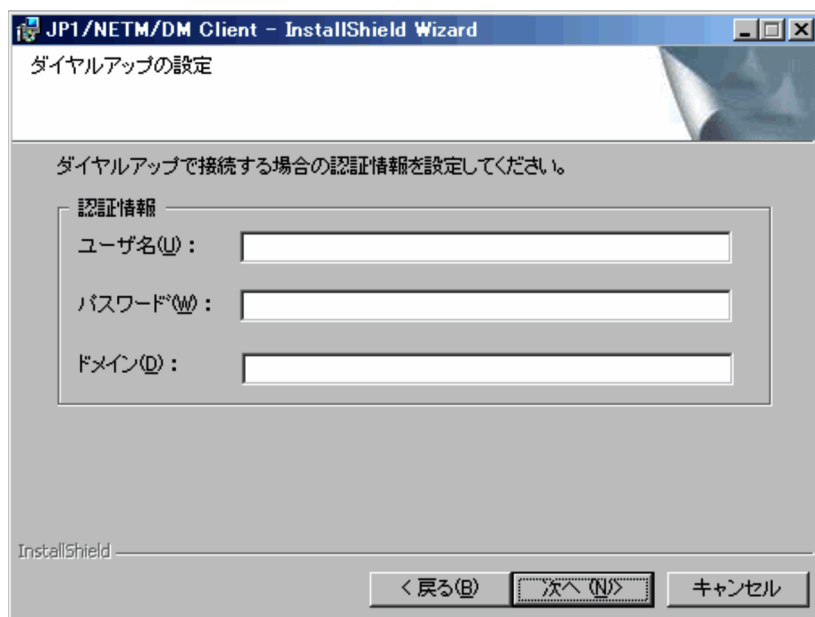 JP1/NETM/DM Client - InstallShield Wizard
ダイヤルアップの設定
ダイヤルアップで接続する場合の認証情報を設定してください。
認証情報
ユーザ名(U)：
パスワード(W)：
ドメイン(D)：
InstallShield
< 戻る(B)
次へ (N)>
キャンセル